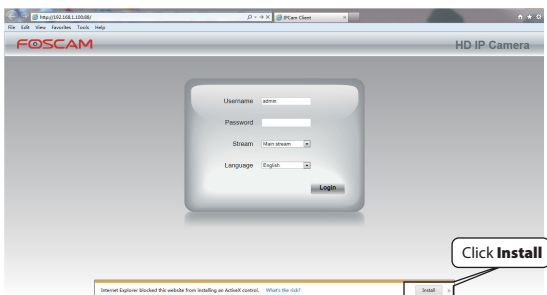 http://192.168.1.100:88/
IPCam Client
File Edit View Favorites Tools Help
FOSCAM
HD IP Camera
Username admin
Password
Stream Main stream
Language English
Login
Click Install
Internet Explorer blocked this website from installing an ActiveX control. What's the risk? Install